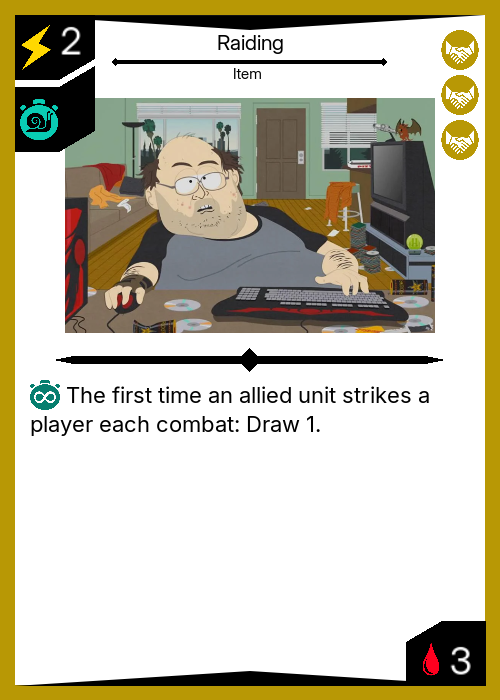 2
Raiding
Item
The first time an allied unit strikes a
player each combat: Draw 1.
3